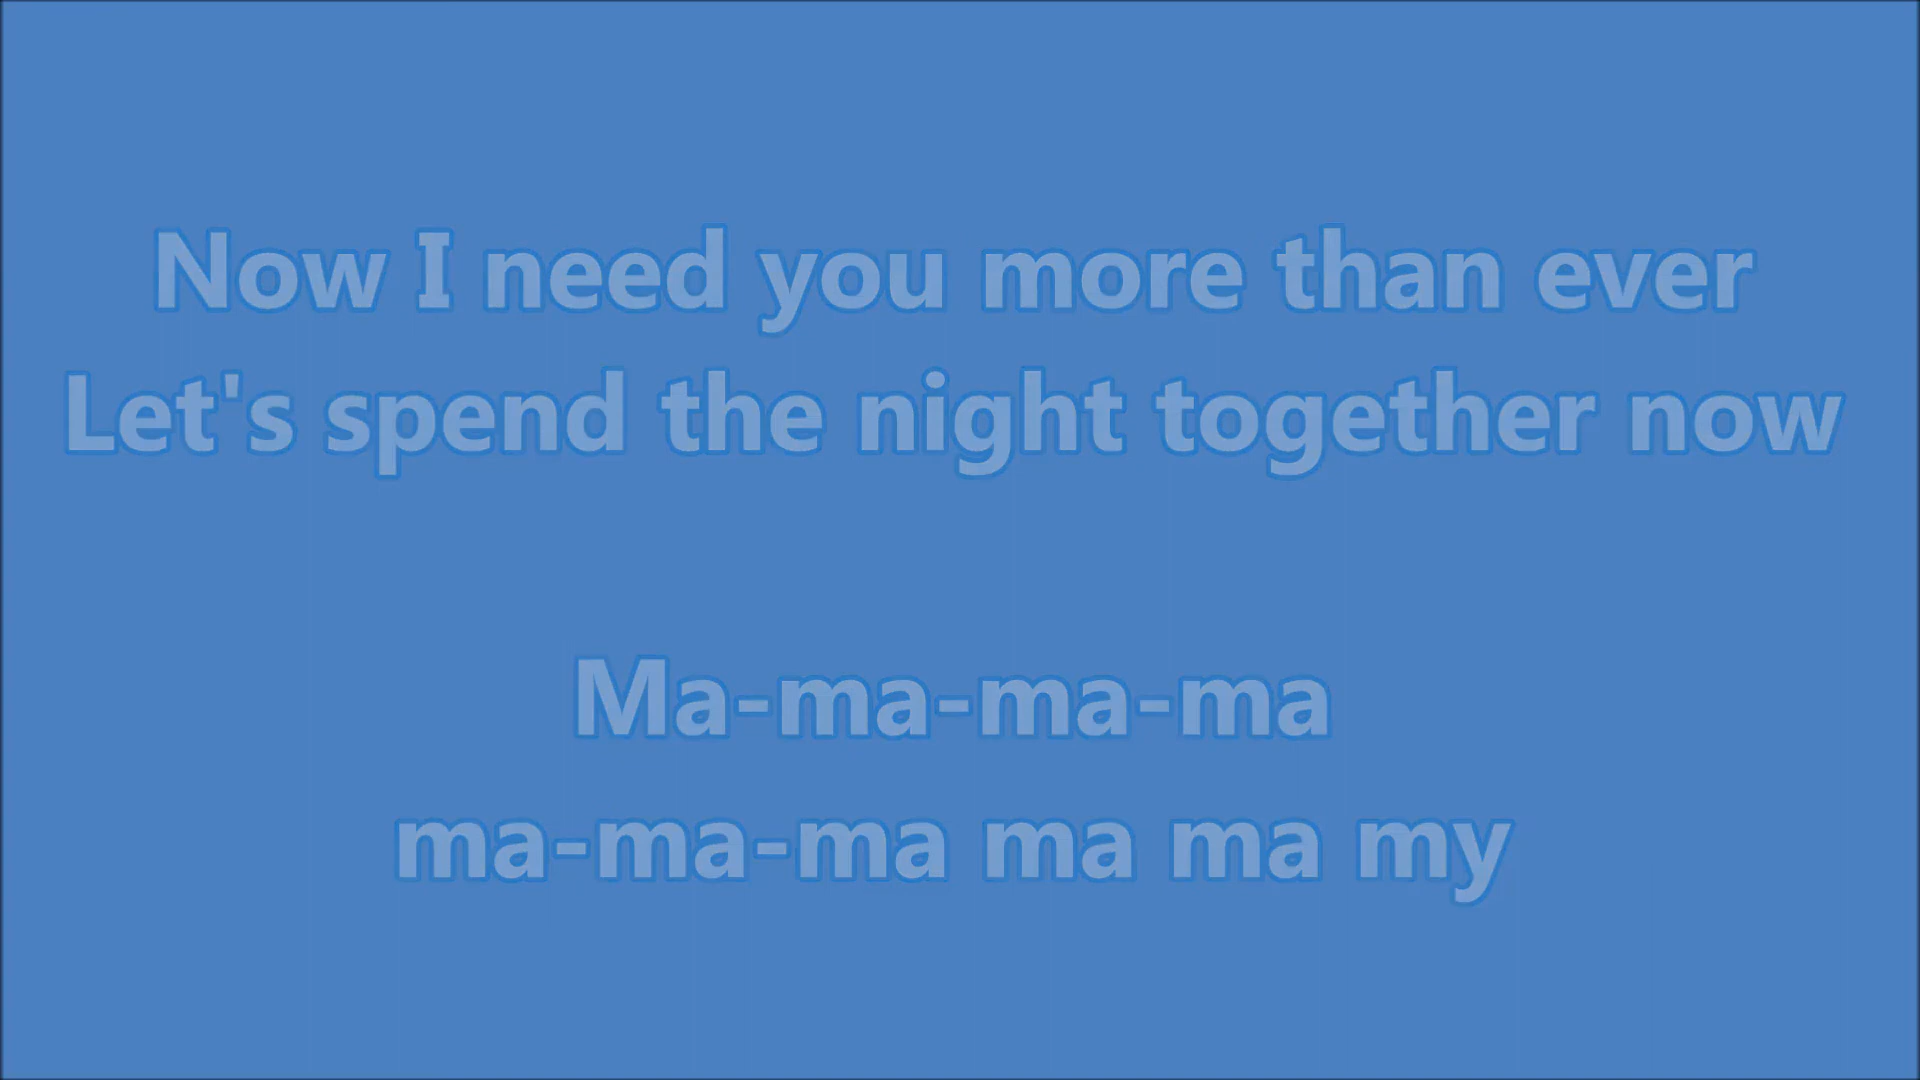 Now I need you more than ever
Let's spend the night together now
Ma-ma-ma-ma
ma-ma-ma ma ma my